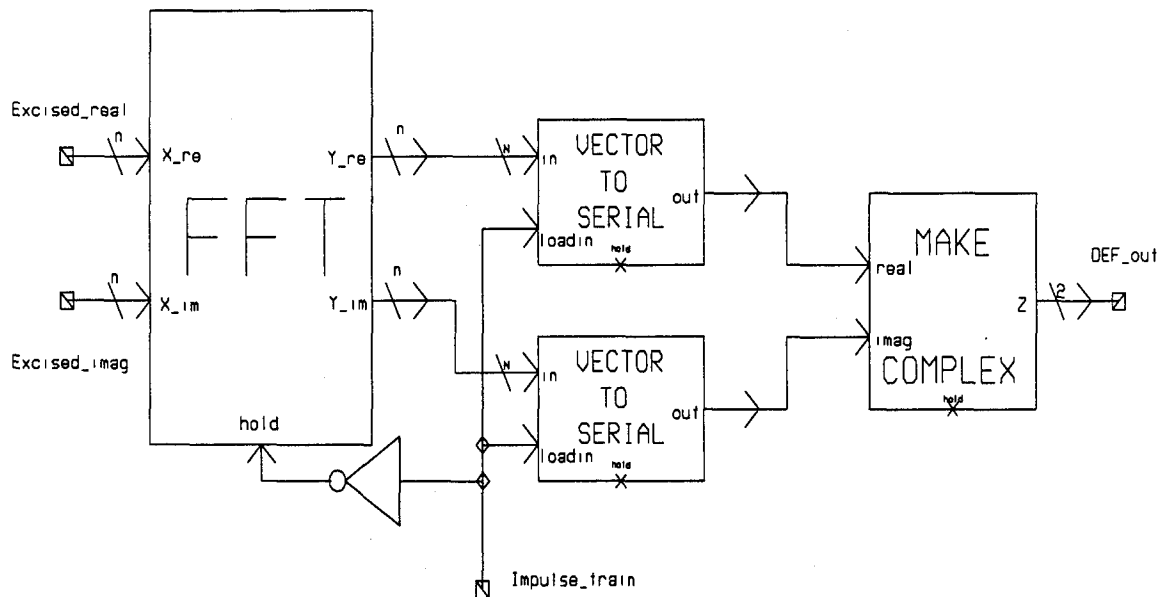 Excised_real
n
X_re
FFT
Y_re
n
N
in
VECTOR
TO
SERIAL
out
loadin
hold
n
X_im
Y_im
n
Excised_imag
hold
N
in
VECTOR
TO
SERIAL
out
loadin
hold
real
MAKE
imag
COMPLEX
hold
Z
2
DEF_out
Impulse_train